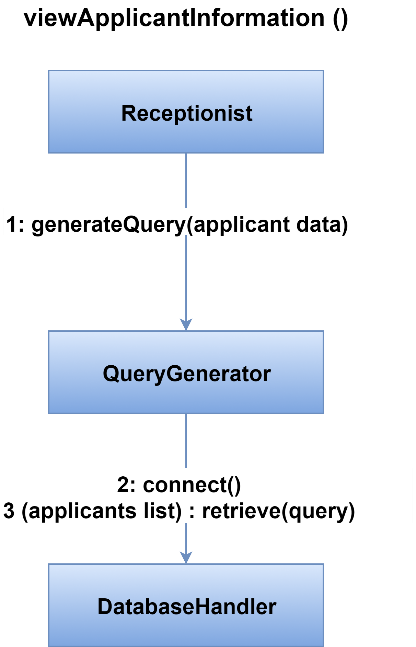 viewApplicantInformation ()
Receptionist
1: generateQuery(applicant data)
QueryGenerator
2: connect()
3 (applicants list) : retrieve(query)
DatabaseHandler